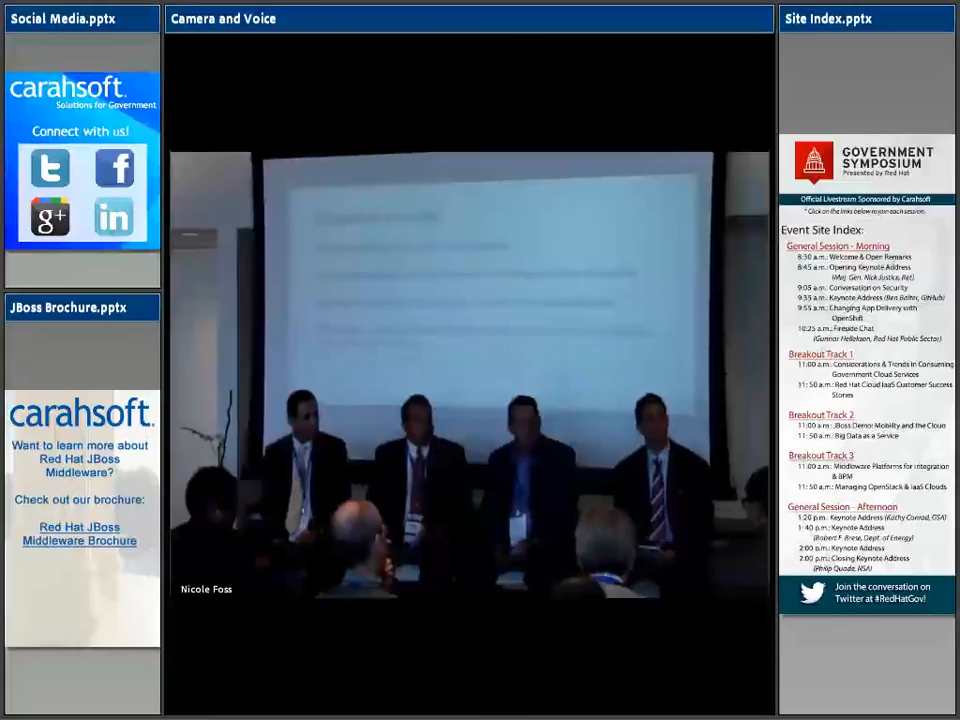 Social Media.pptx
carahsoft.
Solutions for Government
Connect with us!
t
f
g+
in
JBoss Brochure.pptx
carahsoft.
Want to learn more about
Red Hat JBoss
Middleware?
Check out our brochure:
Red Hat JBoss
Middleware Brochure
Camera and Voice
Nicole Foss
Site Index.pptx
GOVERNMENT
SYMPOSIUM
Presented by Red Hat
Official Livestream Sponsored by Carahsoft
* Click on the links below to join each session.
Event Site Index:
General Session - Morning
8:30 a.m.: Welcome & Open Remarks
8:45 a.m.: Opening Keynote Address
(Maj. Gen. Nick Justice, Ret.)
9:05 a.m.: Conversation on Security
9:35 a.m.: Keynote Address (Ben Balter, GitHub)
9:55 a.m.: Changing App Delivery with
OpenShift
10:25 a.m.: Fireside Chat
(Gunnar Hellekson, Red Hat Public Sector)
Breakout Track 1
11:00 a.m.: Considerations & Trends in Consuming
Government Cloud Services
11:50 a.m.: Red Hat Cloud IaaS Customer Success
Stories
Breakout Track 2
11:00 a.m.: JBoss Demo: Mobility and the Cloud
11:50 a.m.: Big Data as a Service
Breakout Track 3
11:00 a.m.: Middleware Platforms for Integration
& BPM
11:50 a.m.: Managing OpenStack & IaaS Clouds
General Session - Afternoon
1:20 p.m.: Keynote Address (Kathy Conrad, GSA)
1:40 p.m.: Keynote Address
(Robert F. Brese, Dept. of Energy)
2:00 p.m.: Keynote Address
2:00 p.m.: Closing Keynote Address
(Philip Quade, NSA)
Join the conversation on
Twitter at #RedHatGov!